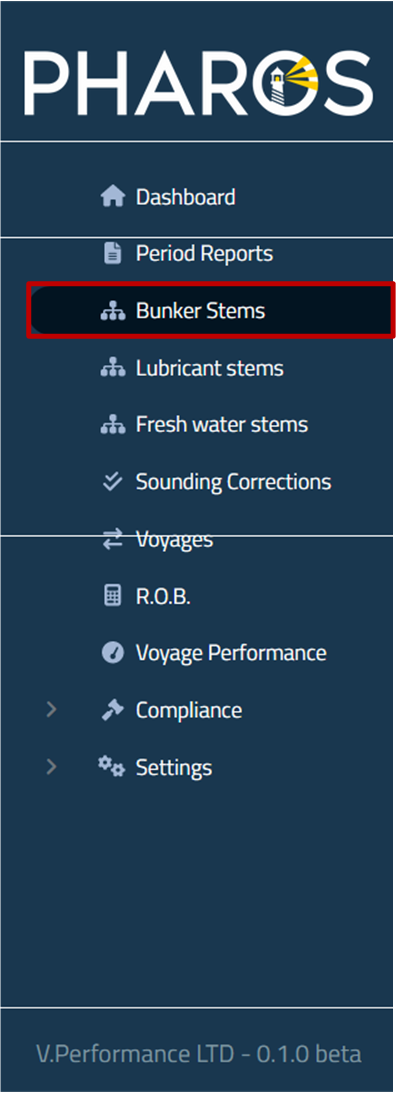 PHAROS
Dashboard
Period Reports
Bunker Stems
Lubricant stems
Fresh water stems
Sounding Corrections
Voyages
R.O.B.
Voyage Performance
Compliance
Settings
V.Performance LTD - 0.1.0 beta